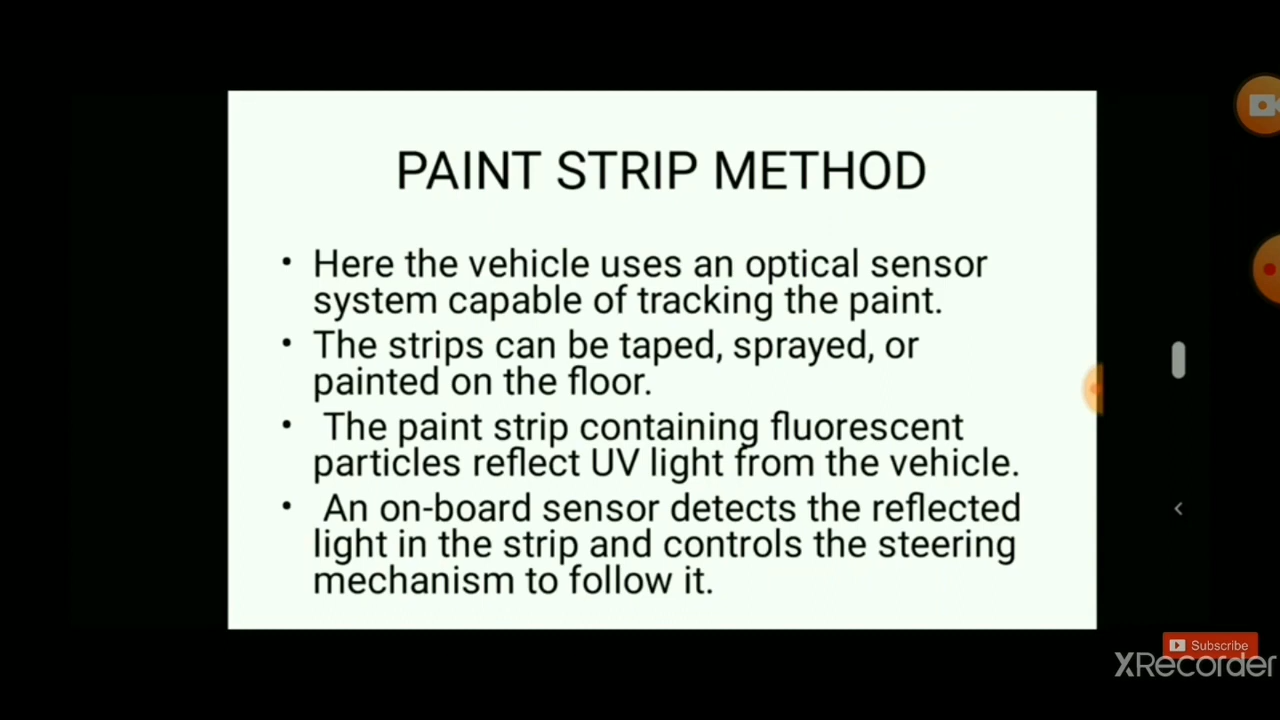 PAINT STRIP METHOD
• Here the vehicle uses an optical sensor
system capable of tracking the paint.
• The strips can be taped, sprayed, or
painted on the floor.
• The paint strip containing fluorescent
particles reflect UV light from the vehicle.
• An on-board sensor detects the reflected
light in the strip and controls the steering
mechanism to follow it.
Subscribe
XRecorder